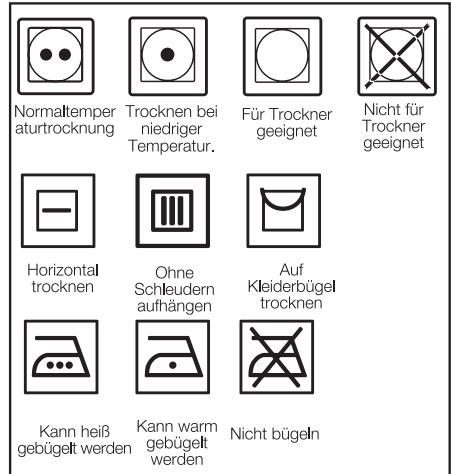 Normaltemper
aturtrocknung
Trocknen bei
niedriger
Temperatur.
Für Trockner
geeignet
Nicht für
Trockner
geeignet
Horizontal
trocknen
Ohne
Schleudern
aufhängen
Auf
Kleiderbügel
trocknen
Kann heiß
gebügelt werden
Kann warm
gebügelt
werden
Nicht bügeln